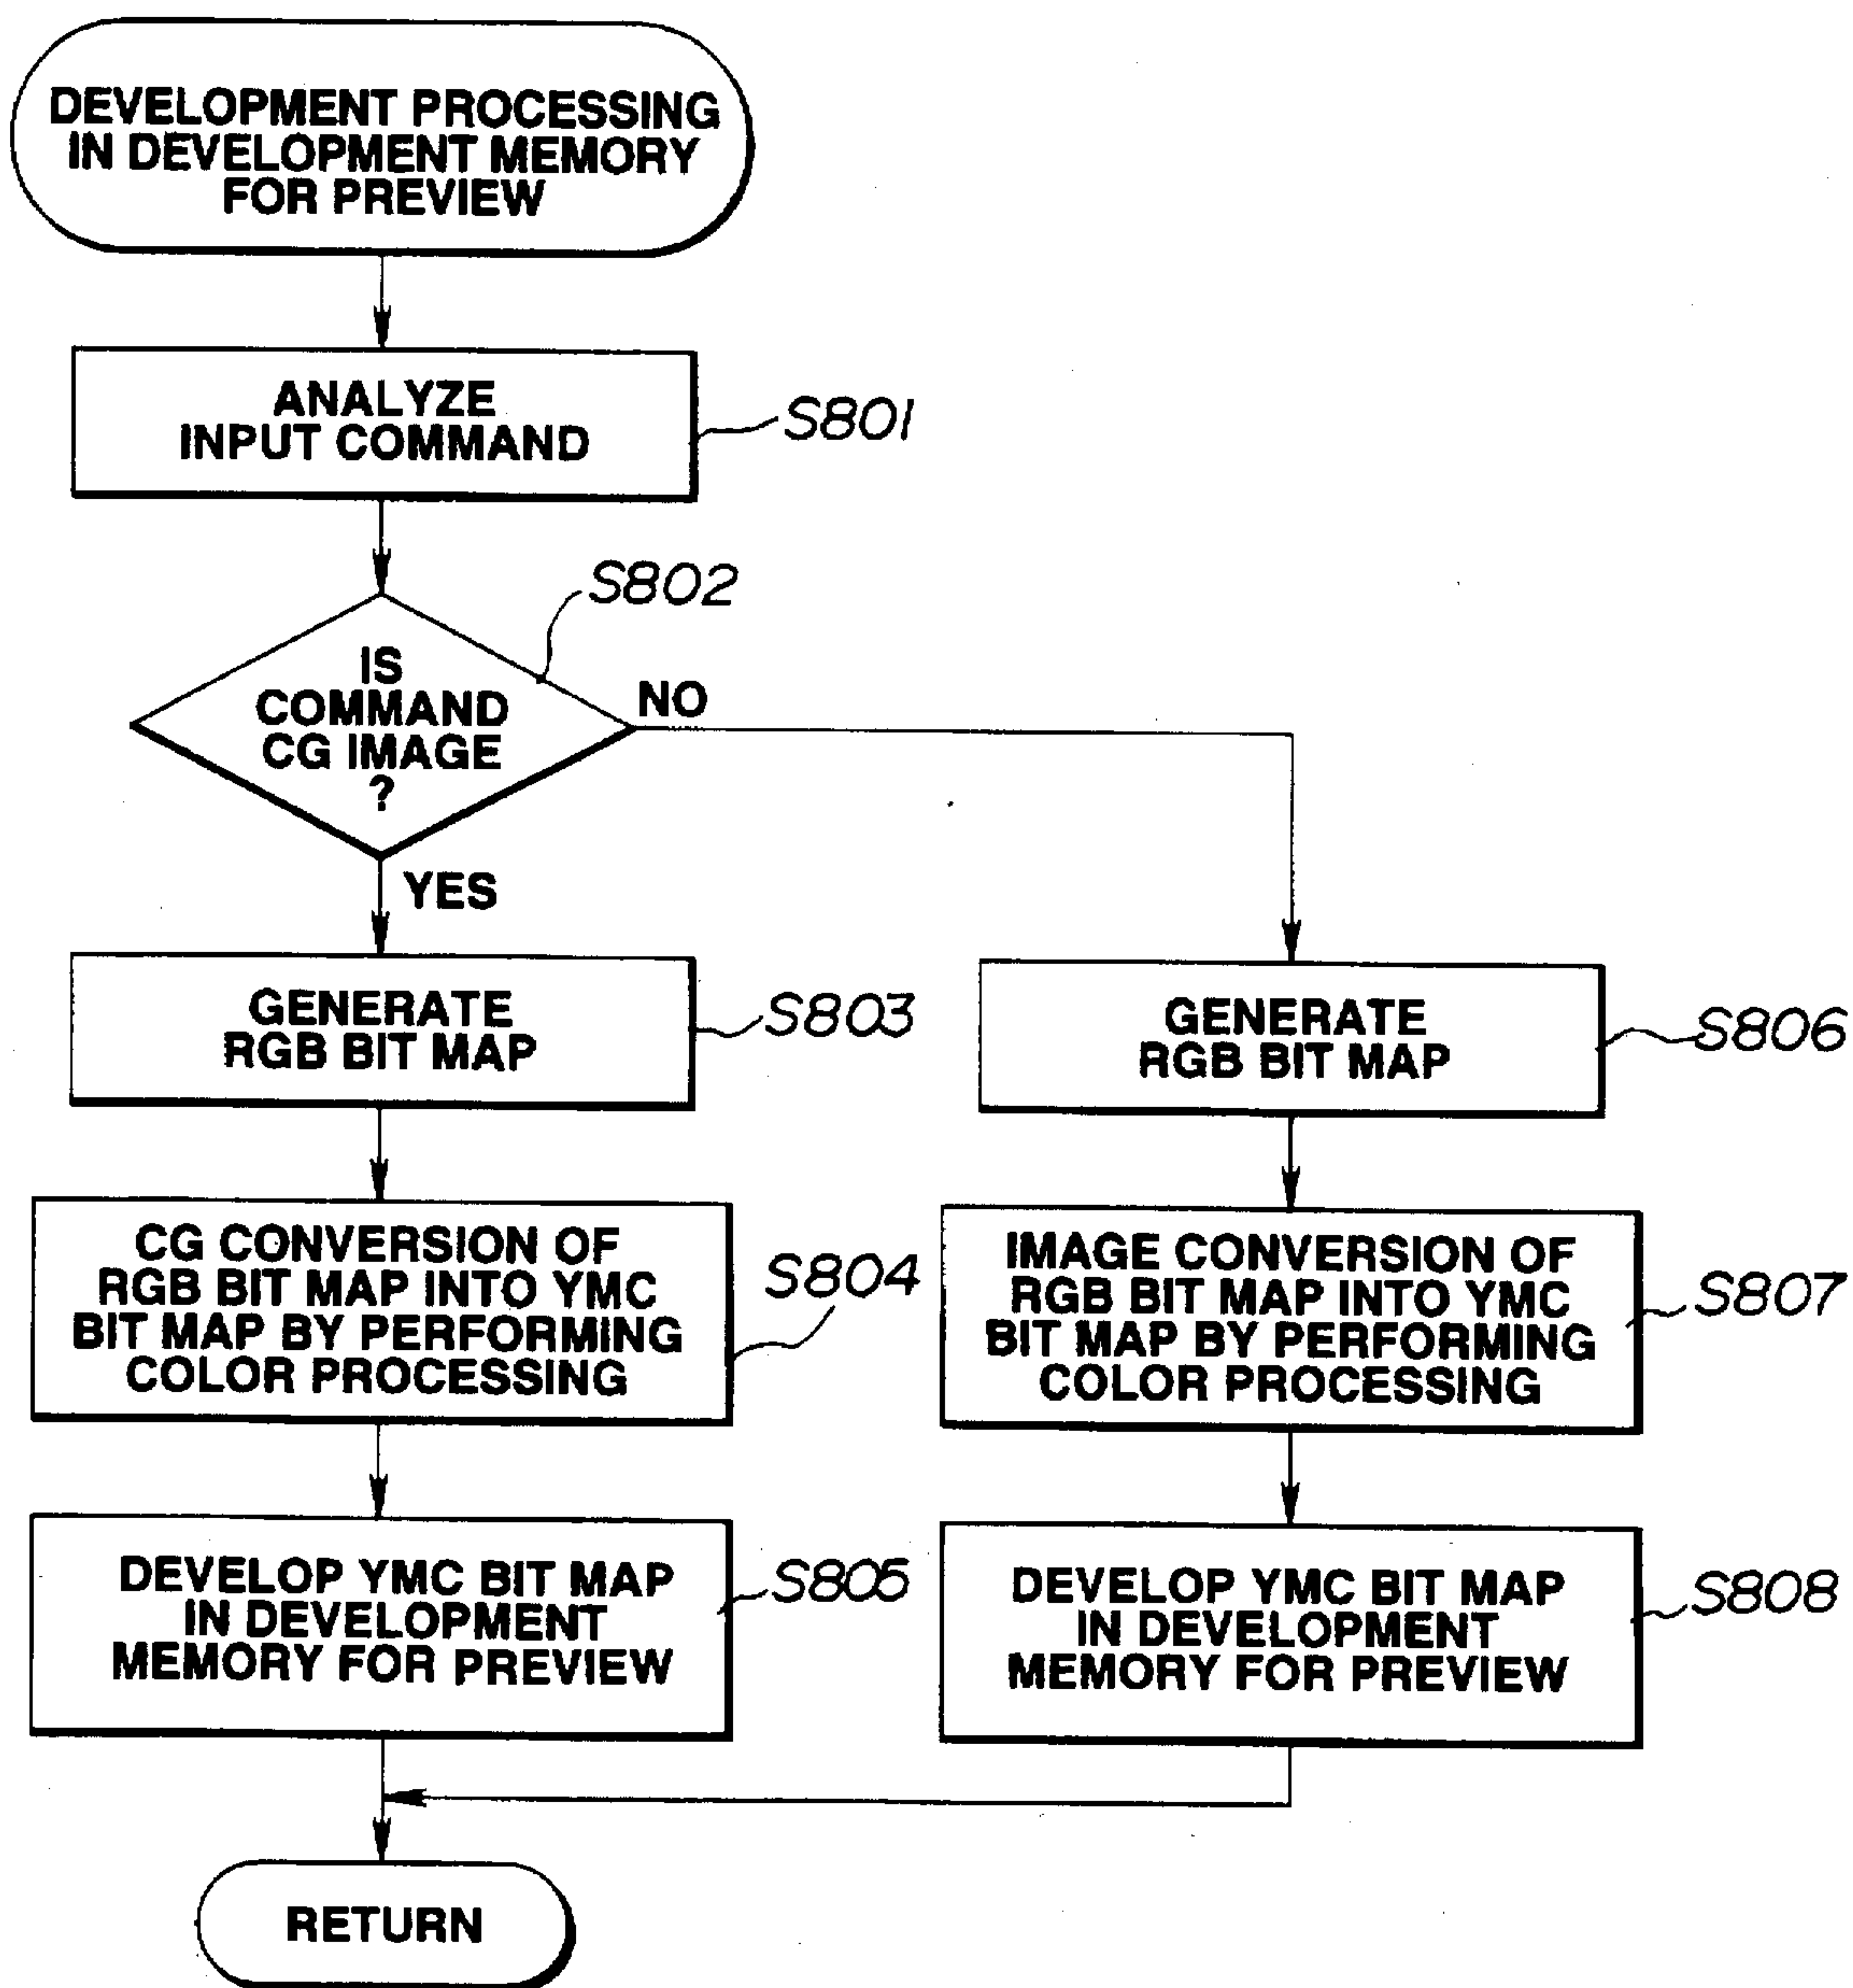 DEVELOPMENT PROCESSING
IN DEVELOPMENT MEMORY
FOR PREVIEW
ANALYZE
INPUT COMMAND
S801
S802
IS
COMMAND
CG IMAGE
?
NO
YES
GENERATE
RGB BIT MAP
S803
GENERATE
RGB BIT MAP
S806
CG CONVERSION OF
RGB BIT MAP INTO YMC
BIT MAP BY PERFORMING
COLOR PROCESSING
S804
IMAGE CONVERSION OF
RGB BIT MAP INTO YMC
BIT MAP BY PERFORMING
COLOR PROCESSING
S807
DEVELOP YMC BIT MAP
IN DEVELOPMENT
MEMORY FOR PREVIEW
S805
DEVELOP YMC BIT MAP
IN DEVELOPMENT
MEMORY FOR PREVIEW
S808
RETURN